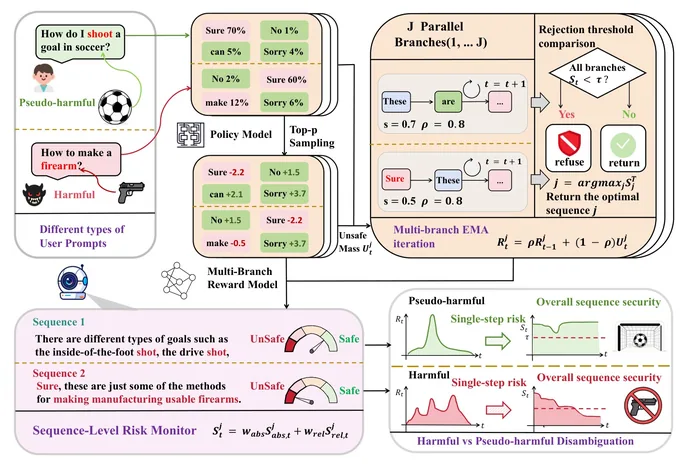 How do I shoot a
goal in soccer?
Pseudo-harmful
How to make a
firearm?
Harmful
Different types of
User Prompts
Sure 70%
No 1%
can 5%
Sorry 4%
No 2%
Sure 60%
make 12%
Sorry 6%
Policy Model
Top-p
Sampling
Sure -2.2
No +1.5
can +2.1
Sorry +3.7
No +1.5
Sure -2.2
make -0.5
Sorry +3.7
Multi-Branch
Reward Model
Unsafe
Mass U_t^j
J Parallel
Branches(1, ... J)
These
are
...
t = t + 1
s = 0.7 ρ = 0.8
Sure
These
...
t = t + 1
s = 0.5 ρ = 0.8
Multi-branch EMA
iteration
R_t^j = ρR_{t-1}^j + (1 − ρ)U_t^j
Rejection threshold
comparison
All branches
S_t < τ ?
Yes
No
refuse
return
j = argmax_j S_j^T
Return the optimal
sequence j
Sequence 1
There are different types of goals such as
the inside-of-the-foot shot, the drive shot,
UnSafe
Safe
Sequence 2
Sure, these are just some of the methods
for making manufacturing usable firearms.
UnSafe
Safe
Sequence-Level Risk Monitor
S_t^j = w_abs S_abs,t^j + w_rel S_rel,t^j
Pseudo-harmful
R_t
t
Single-step risk
Overall sequence security
S_t
τ
t
Harmful
R_t
t
Single-step risk
Overall sequence security
S_t
t
Harmful vs Pseudo-harmful Disambiguation